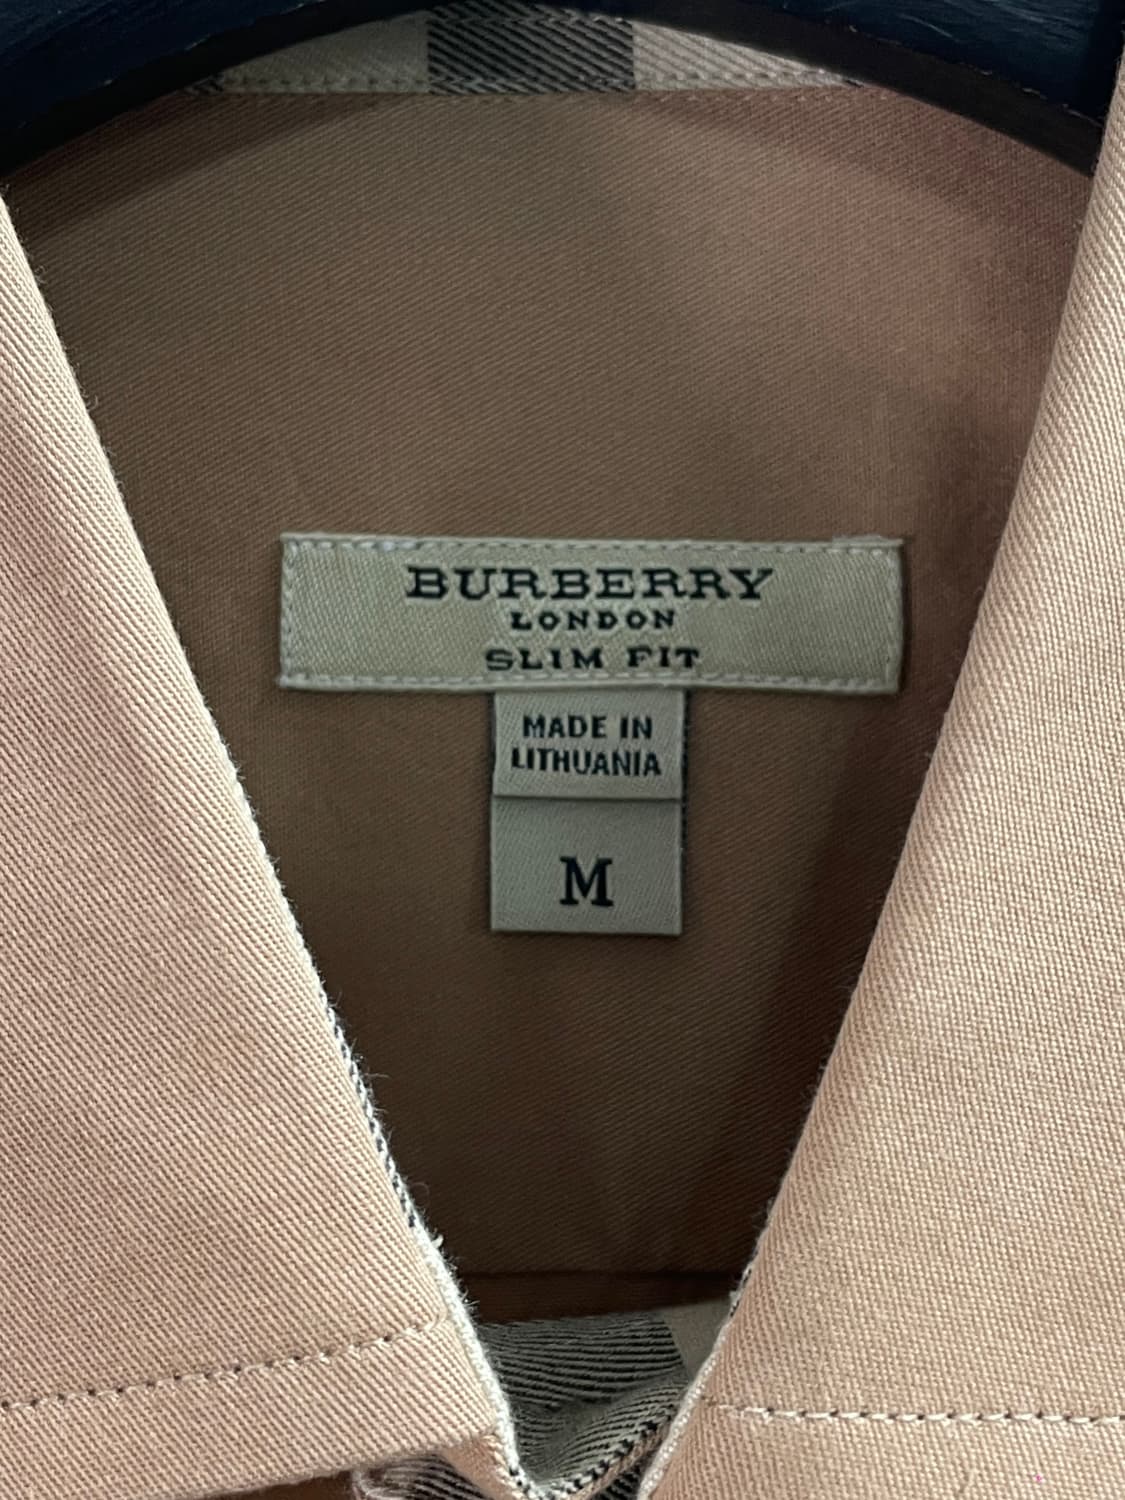 BURBERRY
LONDON
SLIM FIT
MADE IN
LITHUANIA
M